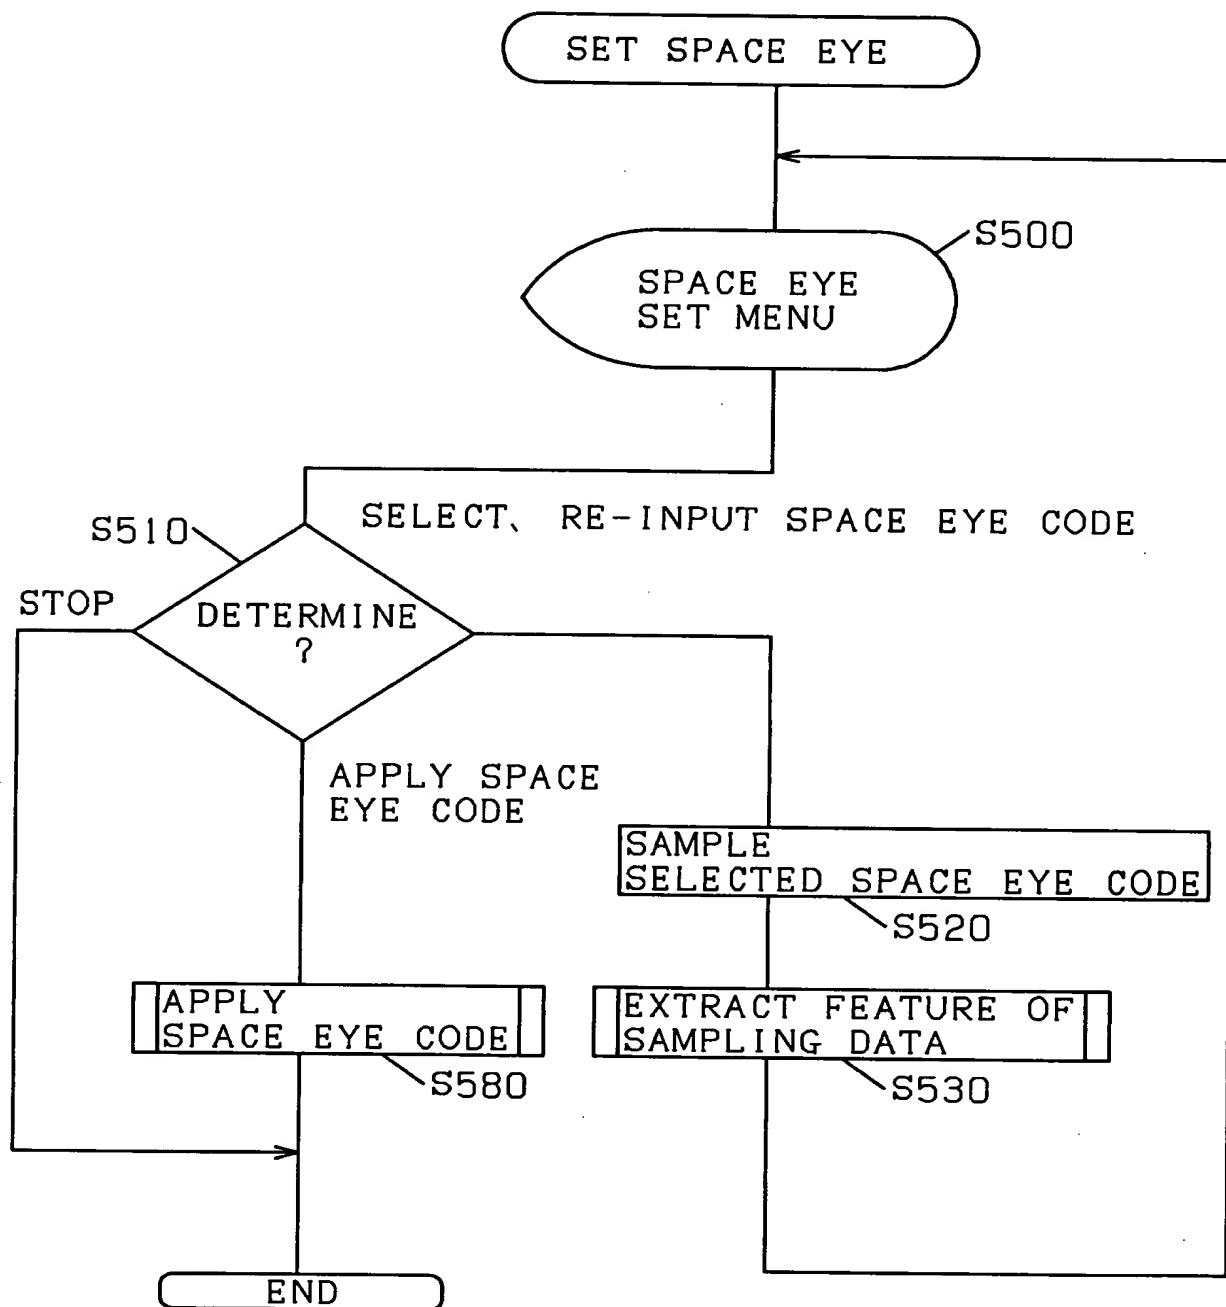 SET SPACE EYE
S500
SPACE EYE
SET MENU
SELECT、 RE-INPUT SPACE EYE CODE
S510
STOP
DETERMINE
?
APPLY SPACE
EYE CODE
SAMPLE
SELECTED SPACE EYE CODE
S520
APPLY
SPACE EYE CODE
S580
EXTRACT FEATURE OF
SAMPLING DATA
S530
END